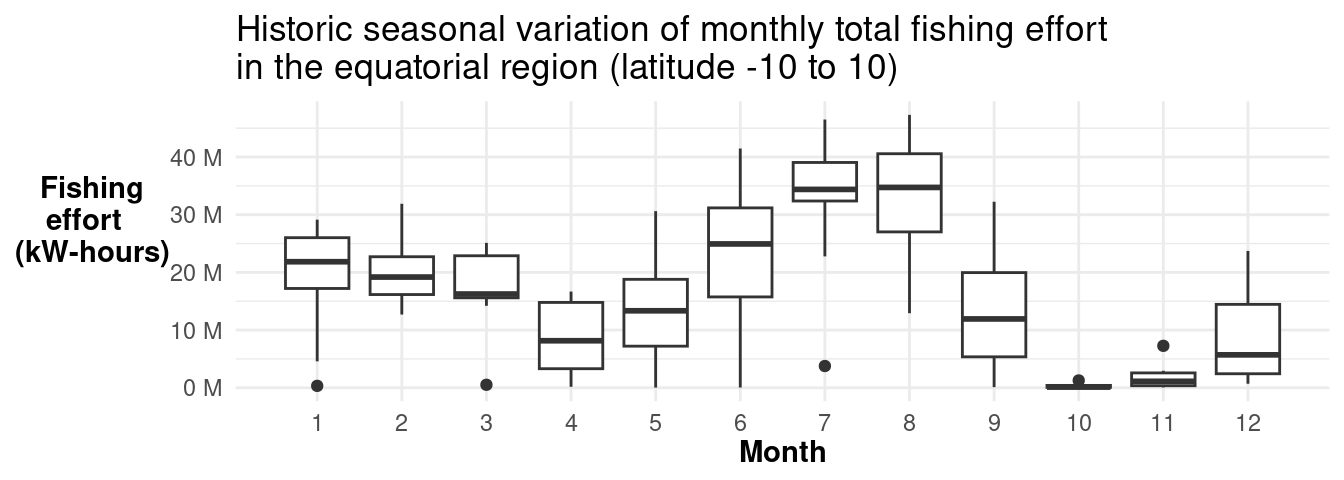 Historic seasonal variation of monthly total fishing effort
in the equatorial region (latitude -10 to 10)
Fishing
effort
(kW-hours)
40 M
30 M
20 M
10 M
0 M
1 2 3 4 5 6 7 8 9 10 11 12
Month